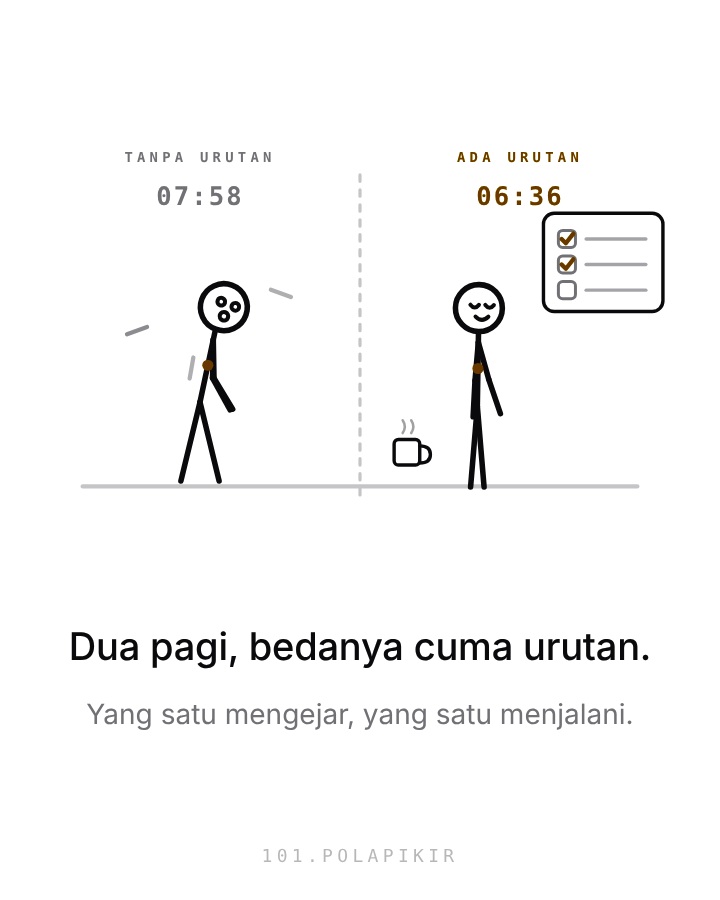 TANPA URUTAN
07:58
ADA URUTAN
06:36
Dua pagi, bedanya cuma urutan.
Yang satu mengejar, yang satu menjalani.
101.POLAPIKIR